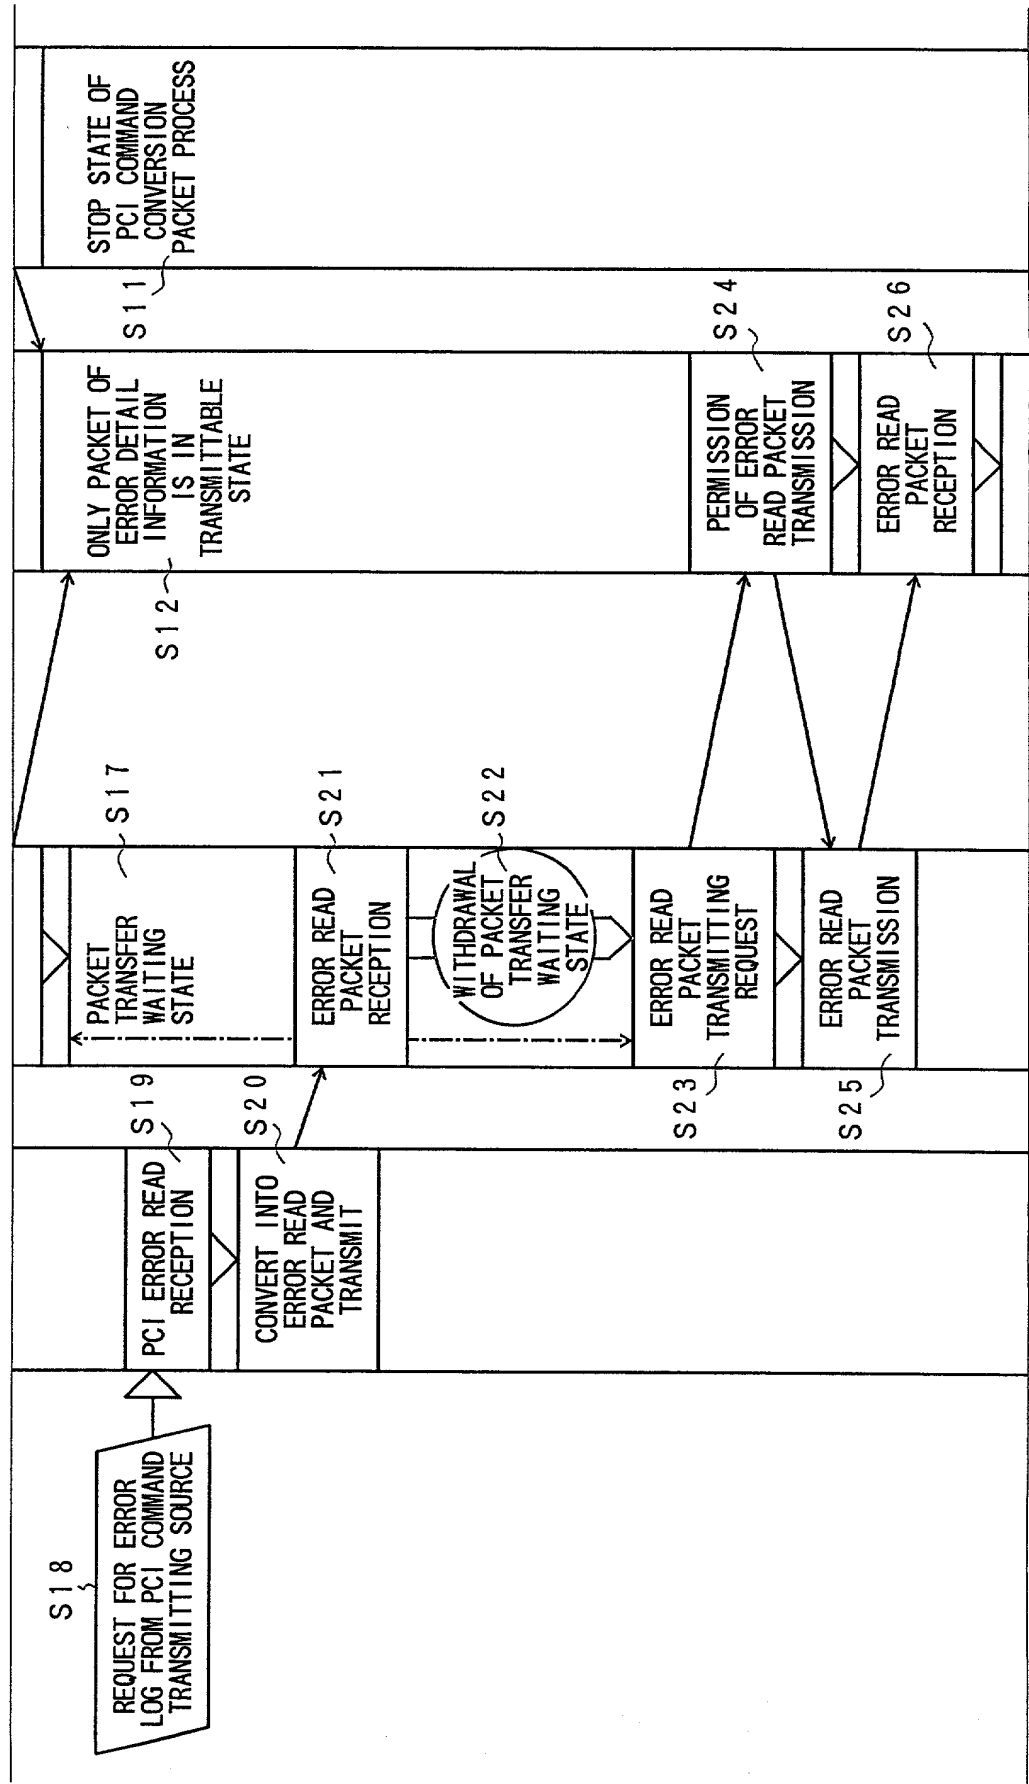 S18
REQUEST FOR ERROR
LOG FROM PCI COMMAND
TRANSMITTING SOURCE
S19
PCI ERROR READ
RECEPTION
S20
CONVERT INTO
ERROR READ
PACKET AND
TRANSMIT
S17
PACKET
TRANSFER
WAITING
STATE
S21
ERROR READ
PACKET
RECEPTION
S22
WITHDRAWAL
OF PACKET
TRANSFER
WAITING
STATE
S23
ERROR READ
PACKET
TRANSMITTING
REQUEST
S25
ERROR READ
PACKET
TRANSMISSION
S12
ONLY PACKET OF
ERROR DETAIL
INFORMATION
IS IN
TRANSMITTABLE
STATE
S24
PERMISSION
OF ERROR
READ PACKET
TRANSMISSION
S26
ERROR READ
PACKET
RECEPTION
S11
STOP STATE OF
PCI COMMAND
CONVERSION
PACKET PROCESS